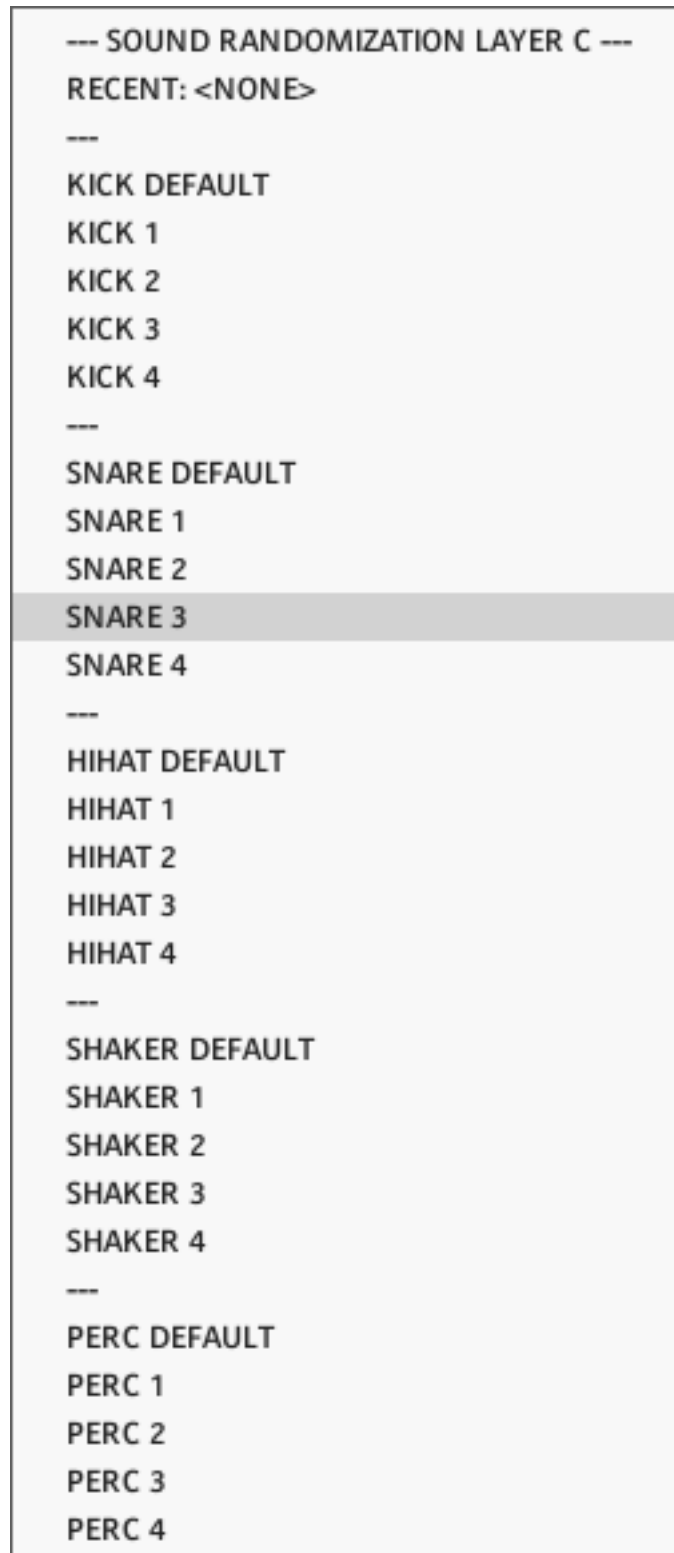 --- SOUND RANDOMIZATION LAYER C ---
RECENT: <NONE>
---
KICK DEFAULT
KICK 1
KICK 2
KICK 3
KICK 4
---
SNARE DEFAULT
SNARE 1
SNARE 2
SNARE 3
SNARE 4
---
HIHAT DEFAULT
HIHAT 1
HIHAT 2
HIHAT 3
HIHAT 4
---
SHAKER DEFAULT
SHAKER 1
SHAKER 2
SHAKER 3
SHAKER 4
---
PERC DEFAULT
PERC 1
PERC 2
PERC 3
PERC 4